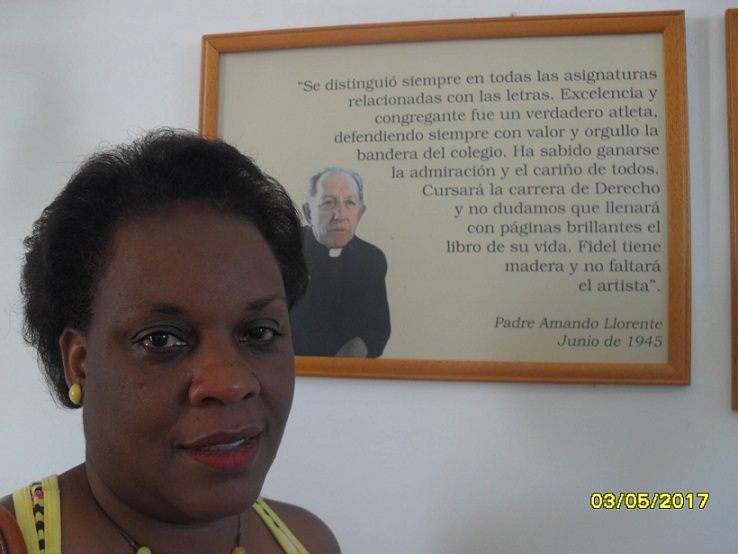 “Se distinguió siempre en todas las asignaturas
relacionadas con las letras. Excelencia y
congregante fue un verdadero atleta,
defendiendo siempre con valor y orgullo la
bandera del colegio. Ha sabido ganarse
la admiración y el cariño de todos.
Cursará la carrera de Derecho
y no dudamos que llenará
con páginas brillantes el
libro de su vida. Fidel tiene
madera y no faltará
el artista”.
Padre Amando Llorente
Junio de 1945
03/05/2017